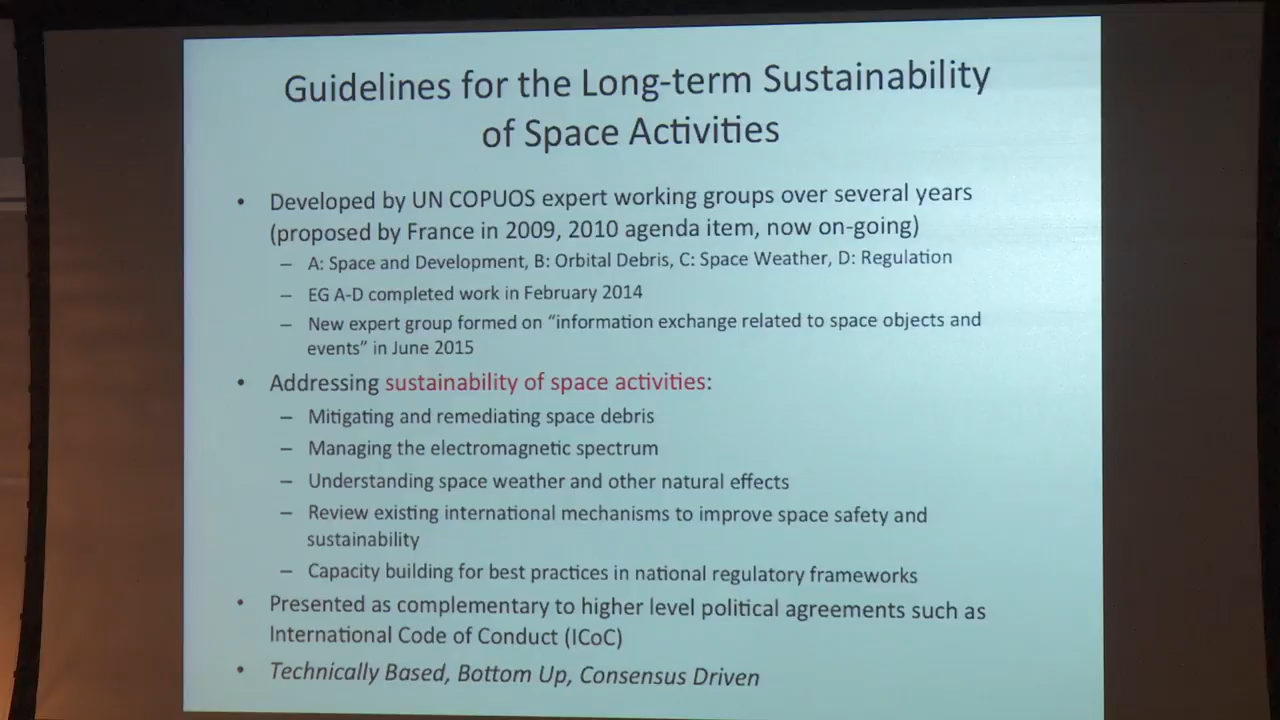 Guidelines for the Long-term Sustainability
of Space Activities
• Developed by UN COPUOS expert working groups over several years
(proposed by France in 2009, 2010 agenda item, now on-going)
– A: Space and Development, B: Orbital Debris, C: Space Weather, D: Regulation
– EG A-D completed work in February 2014
– New expert group formed on “information exchange related to space objects and
events” in June 2015
• Addressing sustainability of space activities:
– Mitigating and remediating space debris
– Managing the electromagnetic spectrum
– Understanding space weather and other natural effects
– Review existing international mechanisms to improve space safety and
sustainability
– Capacity building for best practices in national regulatory frameworks
• Presented as complementary to higher level political agreements such as
International Code of Conduct (ICoC)
• Technically Based, Bottom Up, Consensus Driven